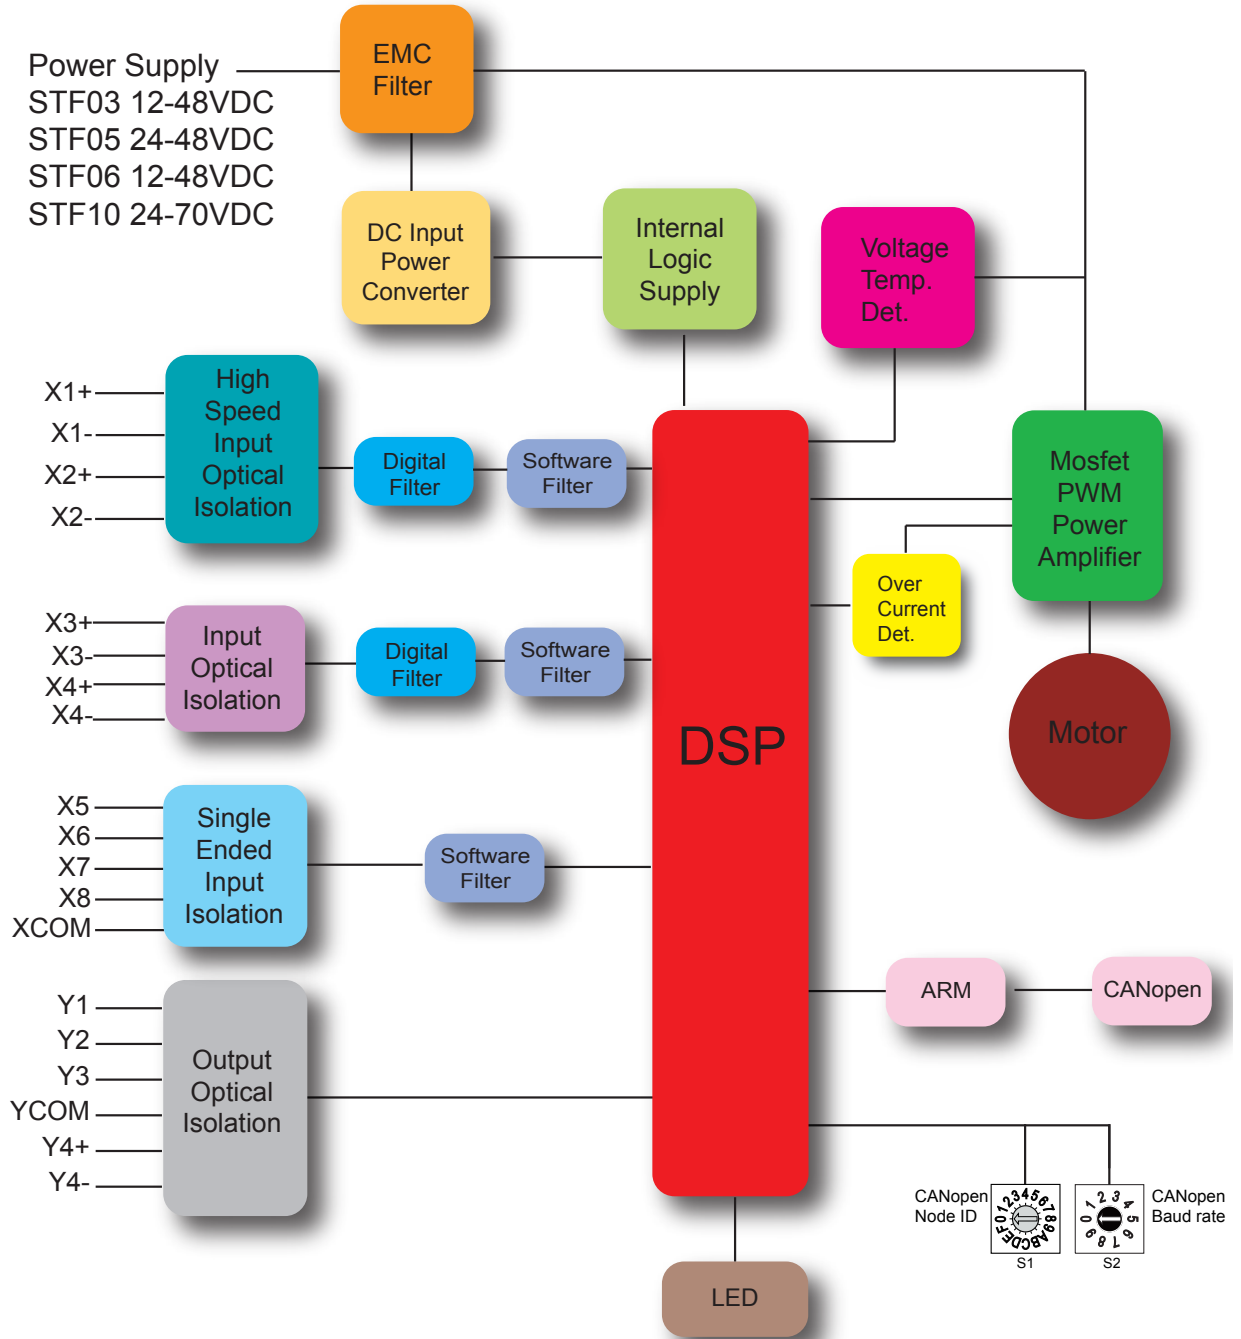 Power Supply
STF03 12-48VDC
STF05 24-48VDC
STF06 12-48VDC
STF10 24-70VDC
EMC
Filter
DC Input
Power
Converter
Internal
Logic
Supply
Voltage
Temp.
Det.
X1+
X1-
X2+
X2-
High
Speed
Input
Optical
Isolation
Digital
Filter
Software
Filter
Mosfet
PWM
Power
Amplifier
Over
Current
Det.
X3+
X3-
X4+
X4-
Input
Optical
Isolation
Digital
Filter
Software
Filter
DSP
Motor
X5
X6
X7
X8
XCOM
Single
Ended
Input
Isolation
Software
Filter
ARM
CANopen
Y1
Y2
Y3
YCOM
Y4+
Y4-
Output
Optical
Isolation
CANopen
Node ID
0123456789ABCDEF
S1
0123456789
S2
CANopen
Baud rate
LED